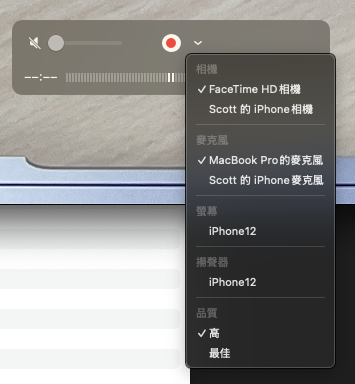 --:--
相機
✓ FaceTime HD相機
Scott 的 iPhone相機
麥克風
✓ MacBook Pro的麥克風
Scott 的 iPhone麥克風
螢幕
iPhone12
揚聲器
iPhone12
品質
✓ 高
最佳